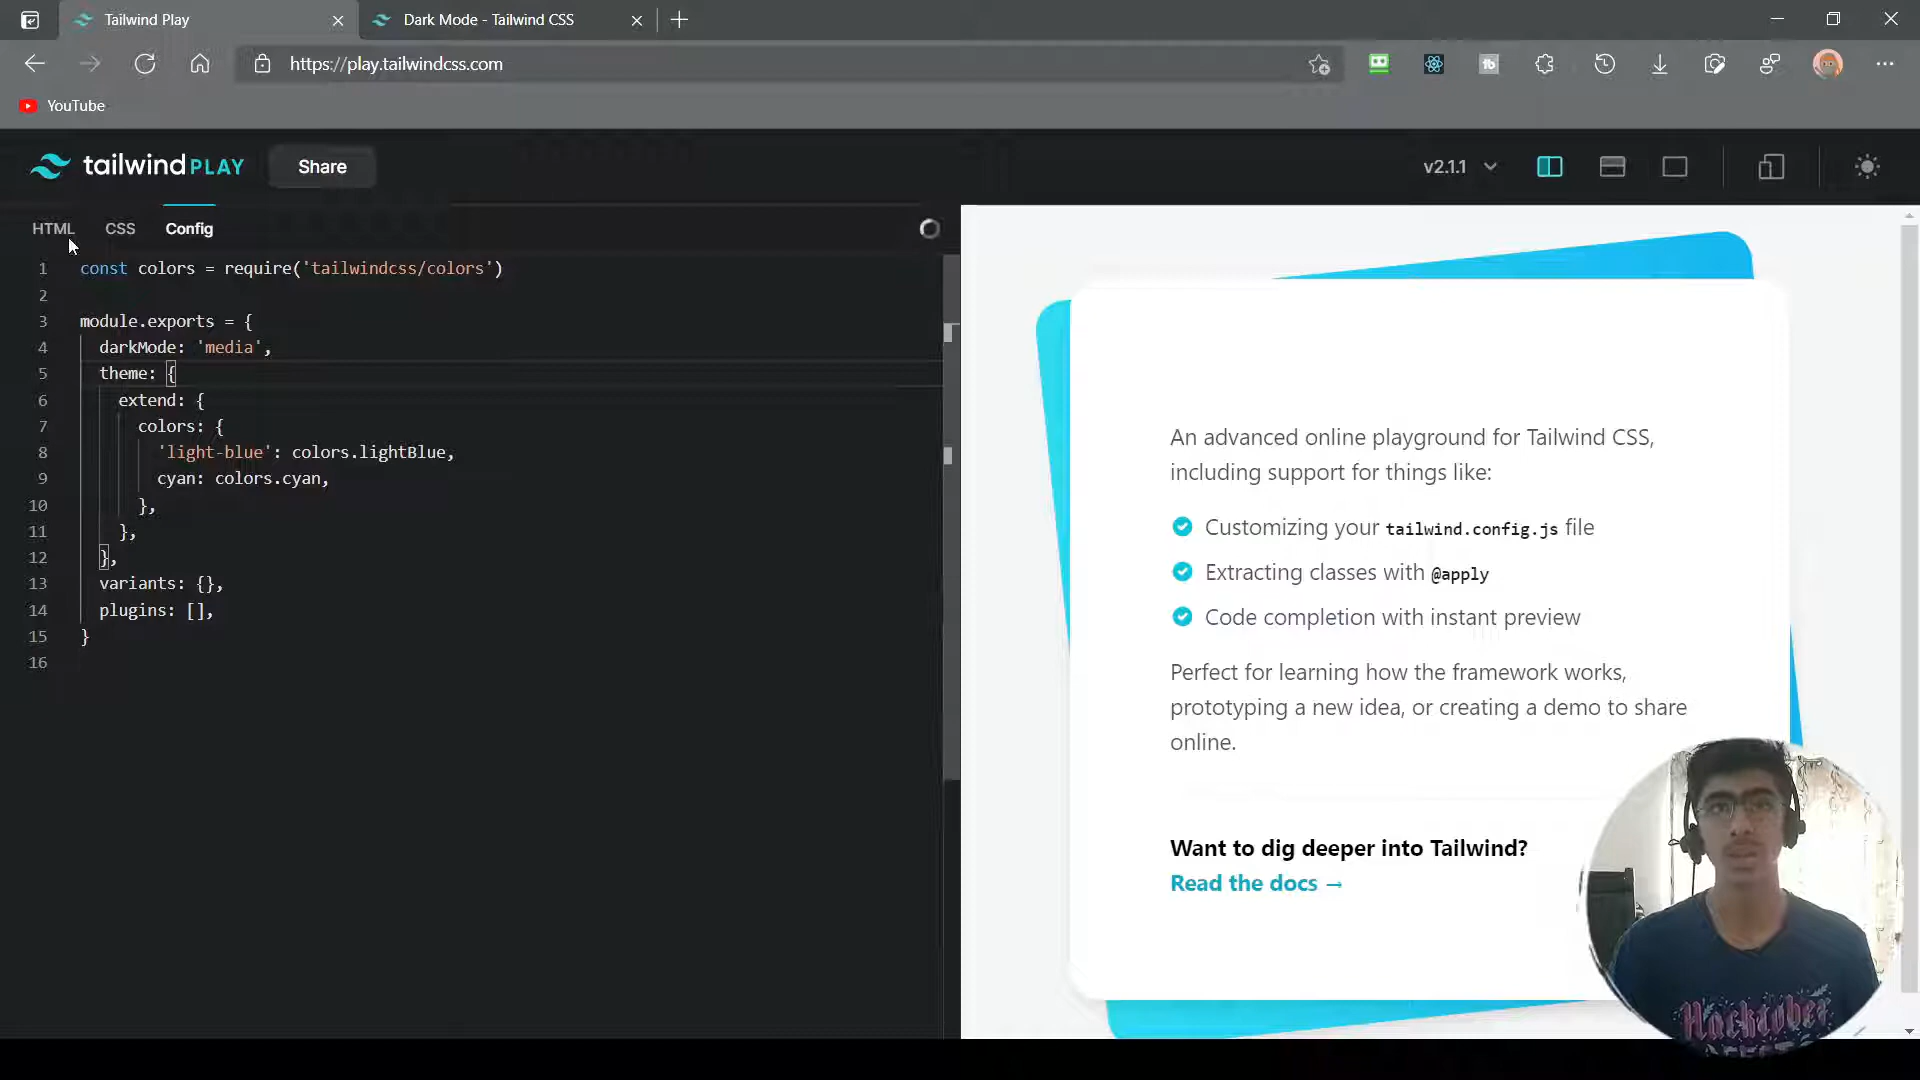 Tailwind Play
Dark Mode - Tailwind CSS
https://play.tailwindcss.com
YouTube
tailwind PLAY
Share
v2.1.1
HTML
CSS
Config
1 const colors = require('tailwindcss/colors')
2
3 module.exports = {
4 darkMode: 'media',
5 theme: {
6 extend: {
7 colors: {
8 'light-blue': colors.lightBlue,
9 cyan: colors.cyan,
10 },
11 },
12 },
13 variants: {},
14 plugins: [],
15 }
16
An advanced online playground for Tailwind CSS,
including support for things like:
Customizing your tailwind.config.js file
Extracting classes with @apply
Code completion with instant preview
Perfect for learning how the framework works,
prototyping a new idea, or creating a demo to share
online.
Want to dig deeper into Tailwind?
Read the docs →
Hacktober